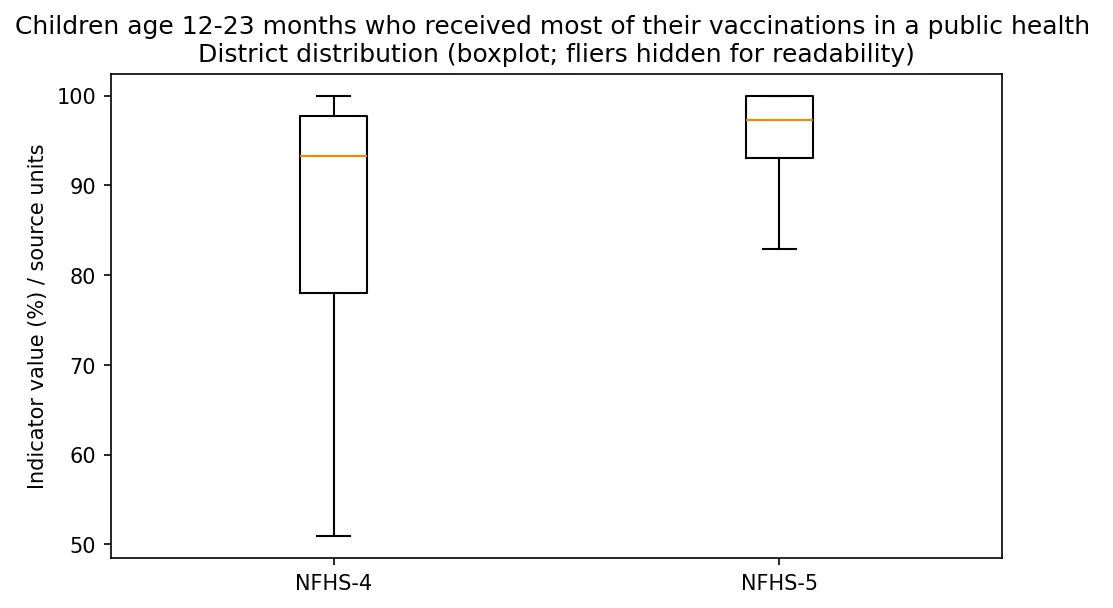 Children age 12-23 months who received most of their vaccinations in a public health
District distribution (boxplot; fliers hidden for readability)
Indicator value (%) / source units
100
90
80
70
60
50
NFHS-4
NFHS-5